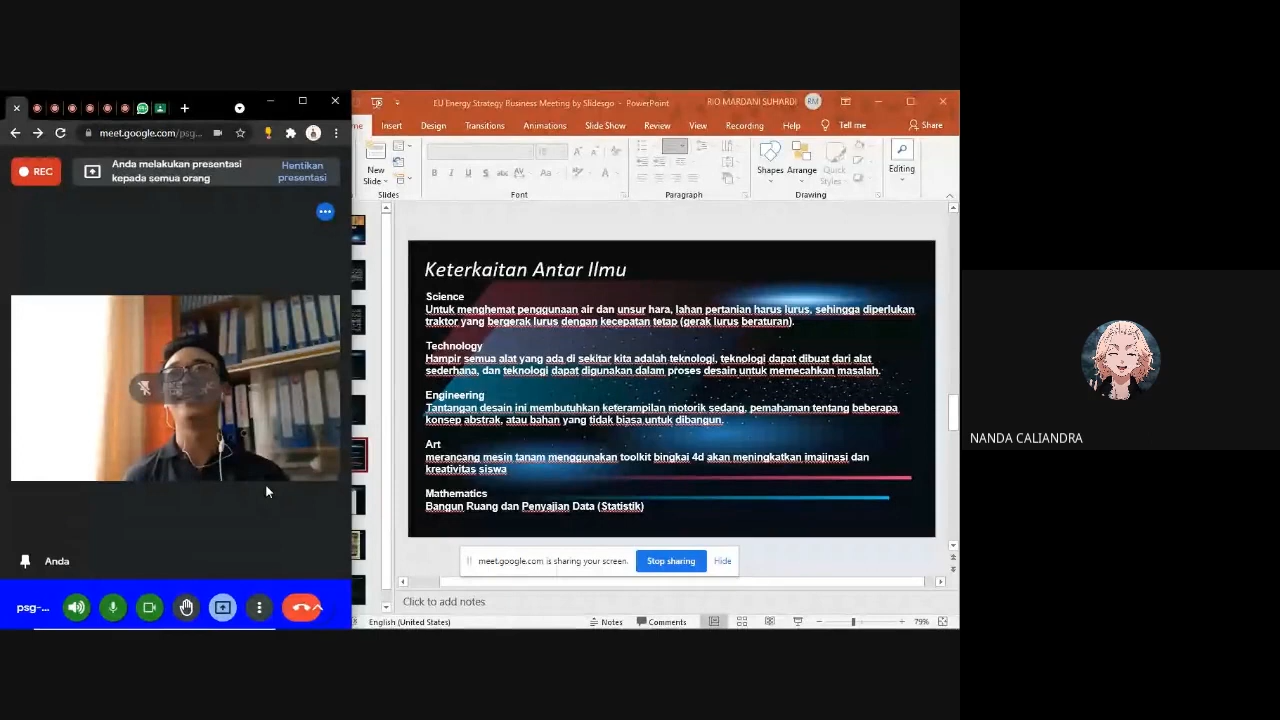 EU Energy Strategy Business Meeting by Slidesgo - PowerPoint
RIO MARDANI SUHARDI
RM
Insert
Design
Transitions
Animations
Slide Show
Review
View
Recording
Help
Tell me
Share
meet.google.com/psg...
REC
Anda melakukan presentasi
kepada semua orang
Hentikan
presentasi
New
Slide
Slides
B
I
U
S
Aa
A
Font
Paragraph
Shapes
Arrange
Quick
Styles
Drawing
Editing
Keterkaitan Antar Ilmu
Science
Untuk menghemat penggunaan air dan unsur hara, lahan pertanian harus lurus, sehingga diperlukan
traktor yang bergerak lurus dengan kecepatan tetap (gerak lurus beraturan).
Technology
Hampir semua alat yang ada di sekitar kita adalah teknologi, teknologi dapat dibuat dari alat
sederhana, dan teknologi dapat digunakan dalam proses desain untuk memecahkan masalah.
Engineering
Tantangan desain ini membutuhkan keterampilan motorik sedang, pemahaman tentang beberapa
konsep abstrak, atau bahan yang tidak biasa untuk dibangun.
Art
merancang mesin tanam menggunakan toolkit bingkai 4d akan meningkatkan imajinasi dan
kreativitas siswa
Mathematics
Bangun Ruang dan Penyajian Data (Statistik)
NANDA CALIANDRA
Anda
meet.google.com is sharing your screen.
Stop sharing
Hide
Click to add notes
psg-...
English (United States)
Notes
Comments
79%